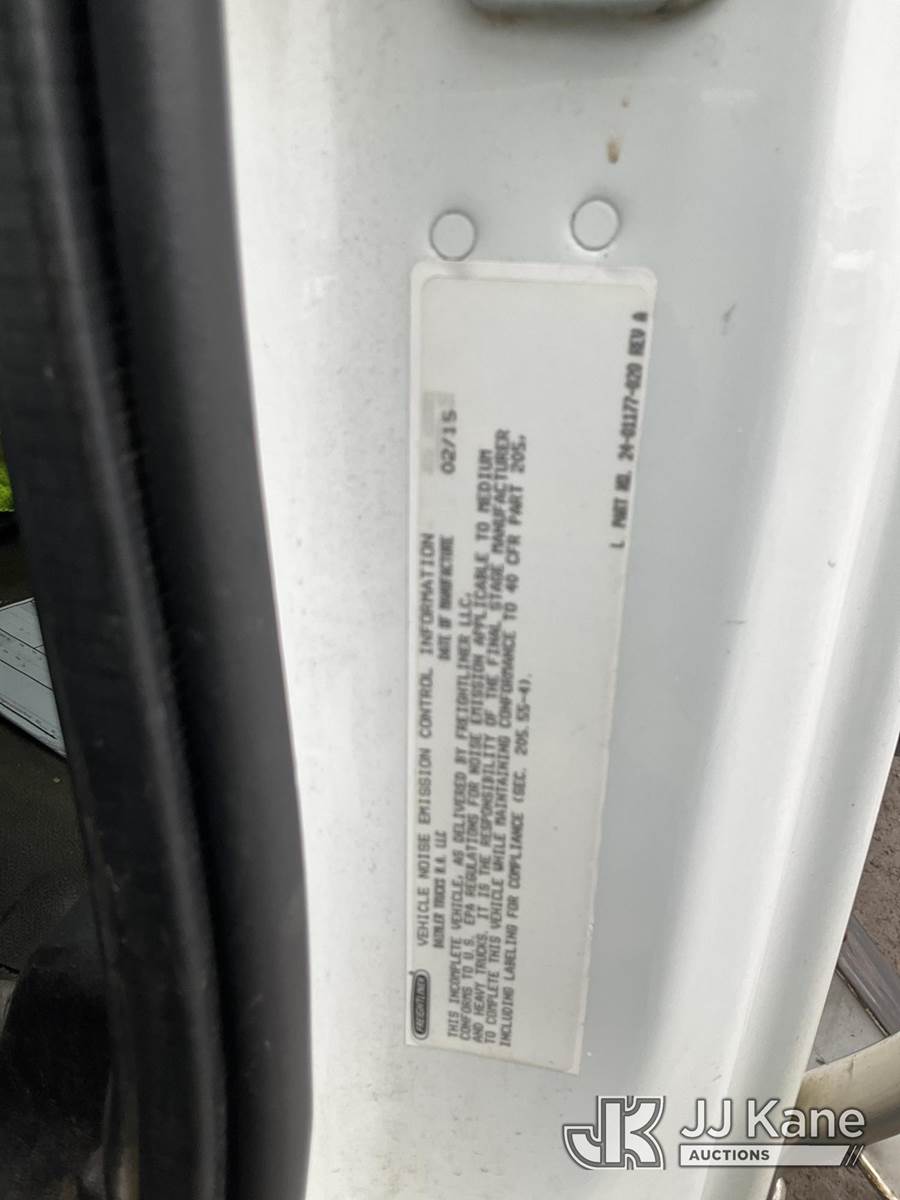 FREIGHTLINER
VEHICLE NOISE EMISSION CONTROL INFORMATION
DAIMLER TRUCKS N.A. LLC DATE OF MANUFACTURE 02/15
THIS INCOMPLETE VEHICLE, AS DELIVERED BY FREIGHTLINER LLC,
CONFORMS TO U.S. EPA REGULATIONS FOR NOISE EMISSION APPLICABLE TO MEDIUM
AND HEAVY TRUCKS. IT IS THE RESPONSIBILITY OF THE FINAL STAGE MANUFACTURER
TO COMPLETE THIS VEHICLE WHILE MAINTAINING CONFORMANCE TO 40 CFR PART 205,
INCLUDING LABELING FOR COMPLIANCE (SEC. 205.55-4).
L PART NO. 24-01177-020 REV A
JK JJ Kane
AUCTIONS